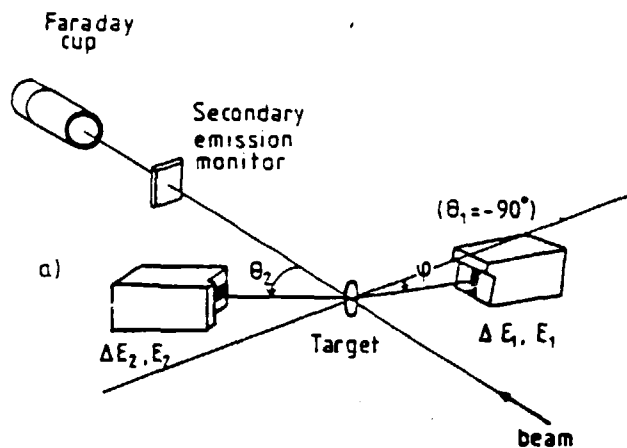 Faraday
cup
Secondary
emission
monitor
(θ₁=-90°)
a)
θ₂
φ
ΔE₂, E₂
Target
ΔE₁, E₁
beam